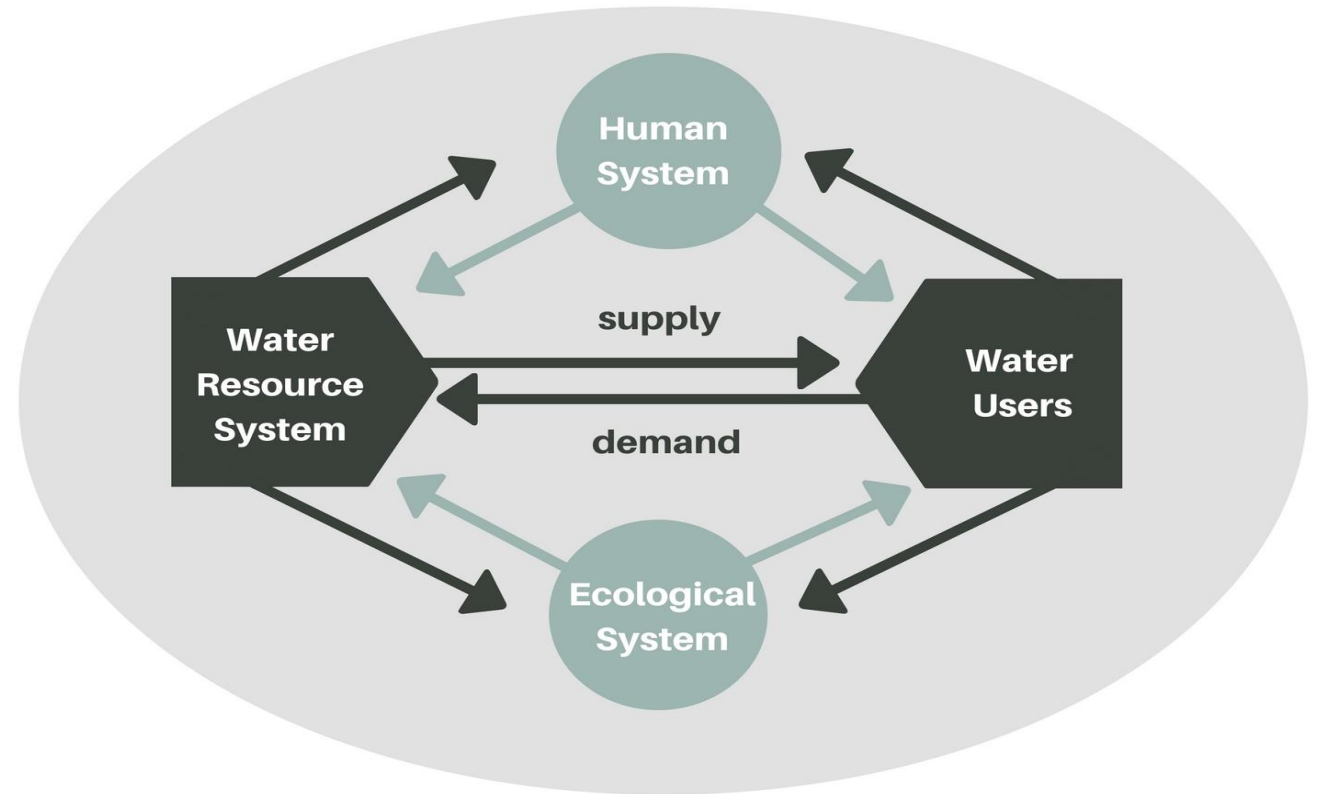 Human
System
supply
Water
Resource
System
Water
Users
demand
Ecological
System